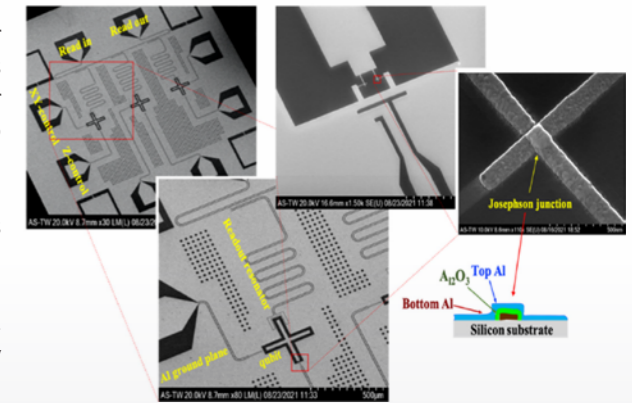 Read in
Read out
XY-control
Z-control
AS-TW 20.0kV 8.7mm x30 LM(L) 08/23/2021
AS-TW 20.0kV 16.6mm x1.50k SE(U) 08/23/2021 11:38
Josephson junction
500nm
Readout resonator
qubit
Al ground plane
AS-TW 20.0kV 8.7mm x80 LM(L) 08/23/2021 11:33
500μm
A₁₂O₃
Top Al
Bottom Al
Silicon substrate